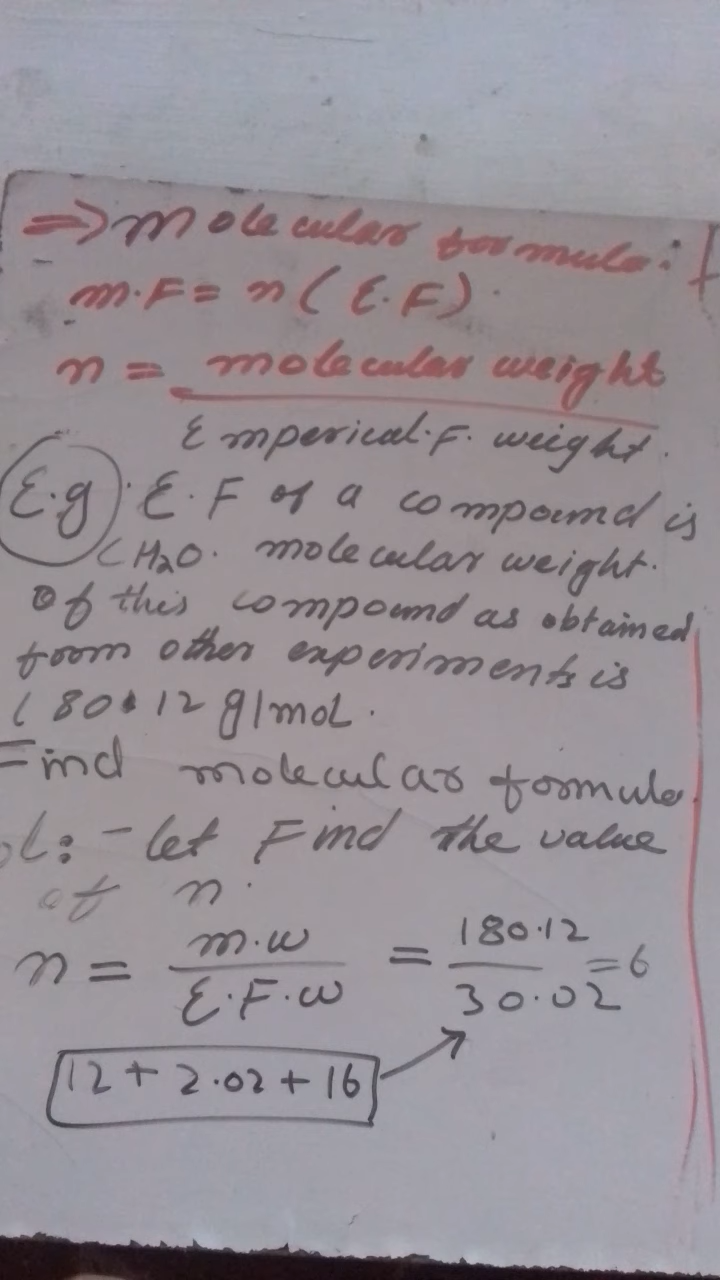 ⇒ molecular formula:
m.F = n ( E.F ).
n = molecular weight
Emperical.F. weight.
E.g : E.F of a compound is
CH₂O. molecular weight.
Of this compound as obtained
from other experiments is
180.12 g/mol.
Find molecular formula.
ol: - let Find the value
of n.
n = m.w / E.F.w = 180.12 / 30.02 = 6
12 + 2.02 + 16